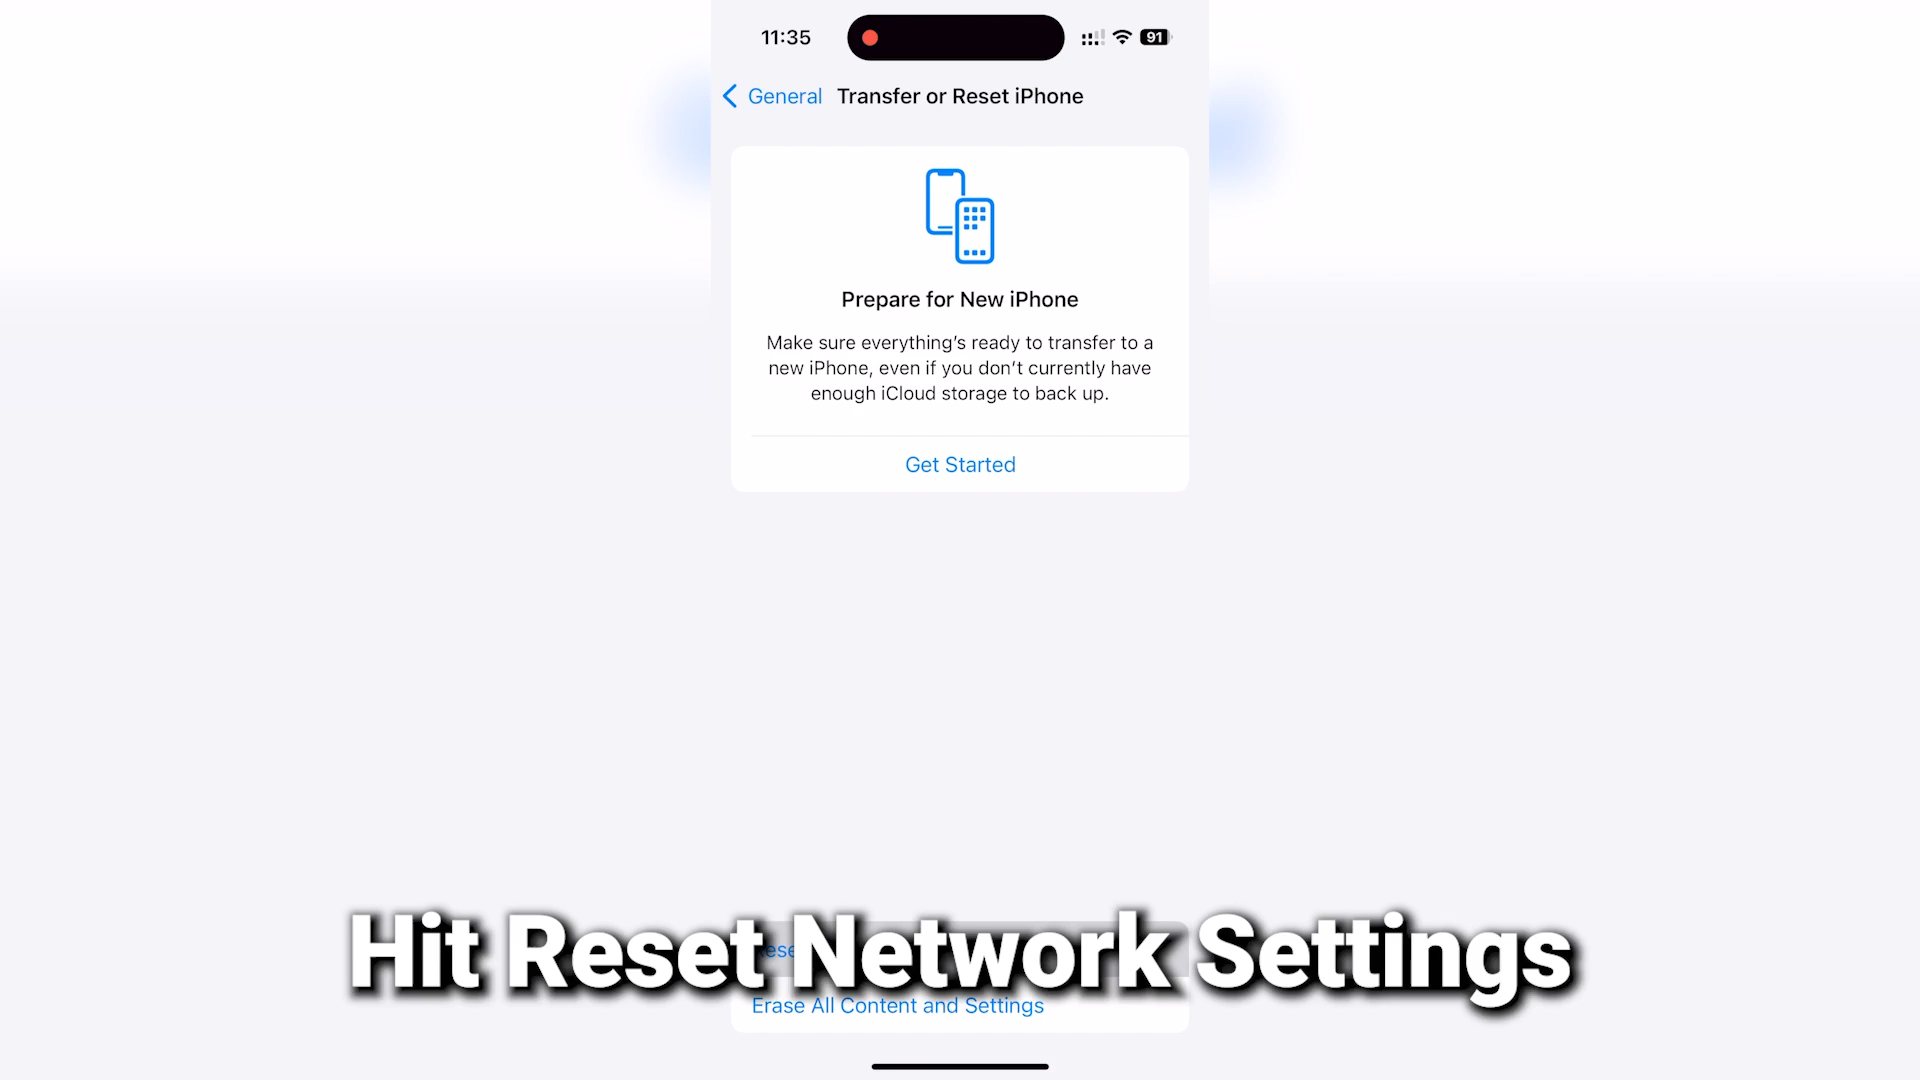 11:35
91
General
Transfer or Reset iPhone
Prepare for New iPhone
Make sure everything's ready to transfer to a
new iPhone, even if you don't currently have
enough iCloud storage to back up.
Get Started
Hit Reset Network Settings
Erase All Content and Settings